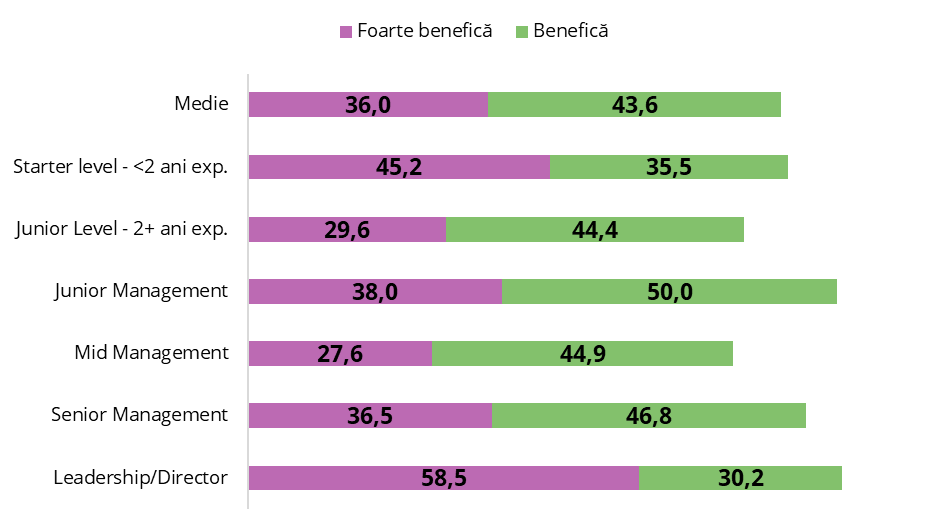 Foarte benefică Benefică
Medie 36,0 43,6
Starter level - <2 ani exp. 45,2 35,5
Junior Level - 2+ ani exp. 29,6 44,4
Junior Management 38,0 50,0
Mid Management 27,6 44,9
Senior Management 36,5 46,8
Leadership/Director 58,5 30,2